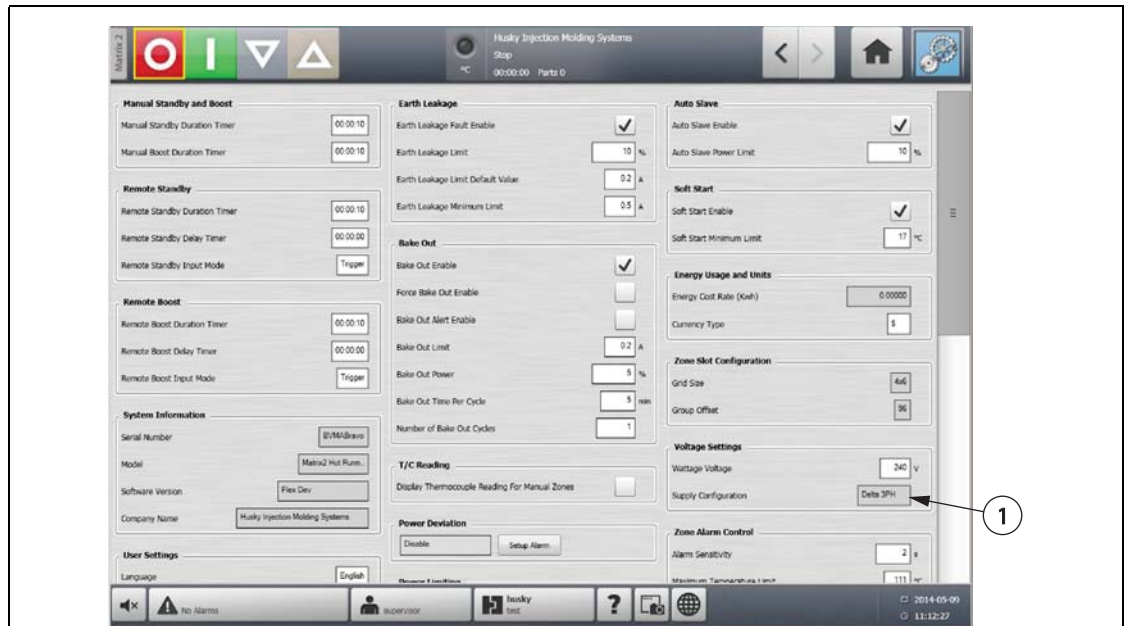 Matrix 2
Husky Injection Molding Systems
Stop
°C
00:00:00 Parts 0
Manual Standby and Boost
Manual Standby Duration Timer 00:00:10
Manual Boost Duration Timer 00:00:10
Remote Standby
Remote Standby Duration Timer 00:00:10
Remote Standby Delay Timer 00:00:00
Remote Standby Input Mode Trigger
Remote Boost
Remote Boost Duration Timer 00:00:10
Remote Boost Delay Timer 00:00:00
Remote Boost Input Mode Trigger
System Information
Serial Number BVMABravo
Model Matrix2 Hot Runn..
Software Version Flex Dev
Company Name Husky Injection Molding Systems
User Settings
Language English
Earth Leakage
Earth Leakage Fault Enable
Earth Leakage Limit 10 %
Earth Leakage Limit Default Value 0.2 A
Earth Leakage Minimum Limit 0.5 A
Bake Out
Bake Out Enable
Force Bake Out Enable
Bake Out Alert Enable
Bake Out Limit 0.2 A
Bake Out Power 5 %
Bake Out Time Per Cycle 5 min
Number of Bake Out Cycles 1
T/C Reading
Display Thermocouple Reading For Manual Zones
Power Deviation
Disable Setup Alarm
Power Limiting
Auto Slave
Auto Slave Enable
Auto Slave Power Limit 10 %
Soft Start
Soft Start Enable
Soft Start Minimum Limit 17 °C
Energy Usage and Units
Energy Cost Rate (Kwh) 0.00000
Currency Type $
Zone Slot Configuration
Grid Size 4x6
Group Offset 96
Voltage Settings
Wattage Voltage 240 V
Supply Configuration Delta 3PH
Zone Alarm Control
Alarm Sensitivity 2 s
Maximum Temperature Limit 111 °C
1
No Alarms
supervisor
husky
test
?
2014-05-09
11:12:27